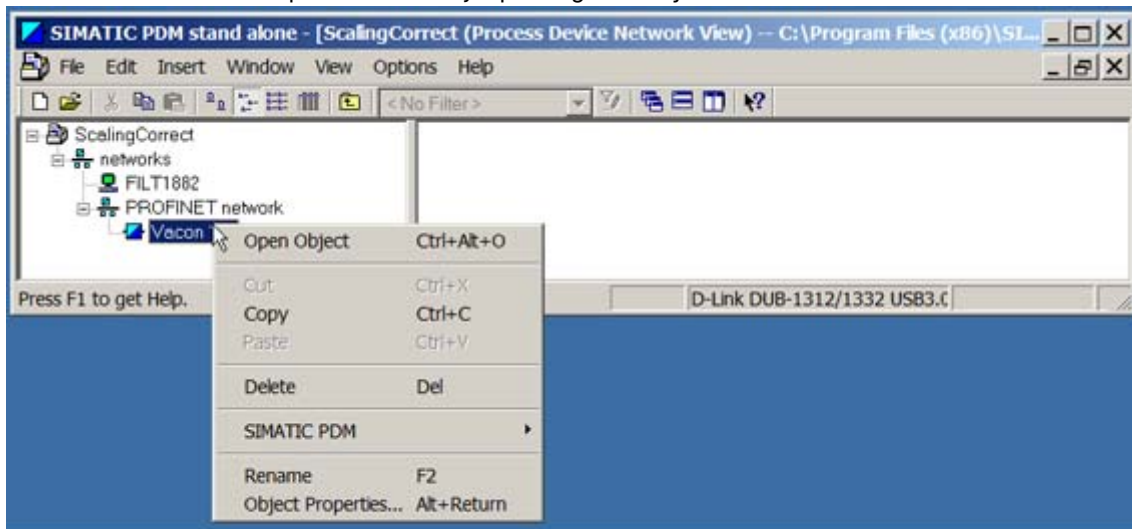 SIMATIC PDM stand alone - [ScalingCorrect (Process Device Network View) -- C:\Program Files (x86)\SI...
File Edit Insert Window View Options Help
< No Filter >
ScalingCorrect
networks
FILT1882
PROFINET network
Vacon
Open Object Ctrl+Alt+O
Cut Ctrl+X
Copy Ctrl+C
Paste Ctrl+V
Delete Del
SIMATIC PDM
Rename F2
Object Properties... Alt+Return
Press F1 to get Help.
D-Link DUB-1312/1332 USB3.